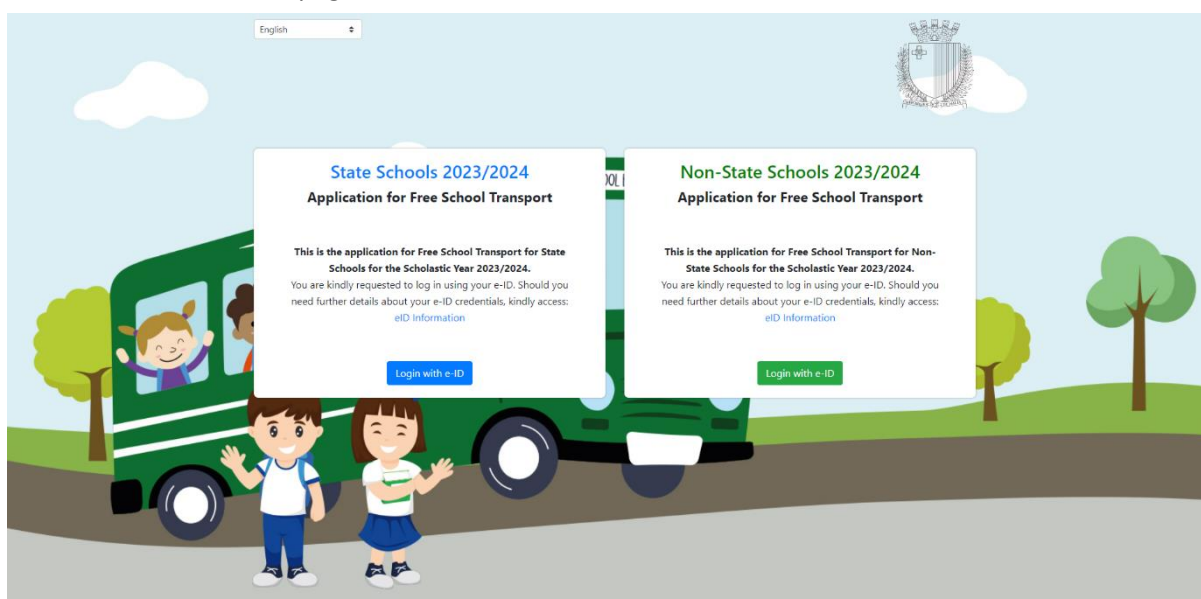 English
State Schools 2023/2024
Application for Free School Transport
This is the application for Free School Transport for State
Schools for the Scholastic Year 2023/2024.
You are kindly requested to log in using your e-ID. Should you
need further details about your e-ID credentials, kindly access:
eID Information
Login with e-ID
OOL
Non-State Schools 2023/2024
Application for Free School Transport
This is the application for Free School Transport for Non-
State Schools for the Scholastic Year 2023/2024.
You are kindly requested to log in using your e-ID. Should you
need further details about your e-ID credentials, kindly access:
eID Information
Login with e-ID